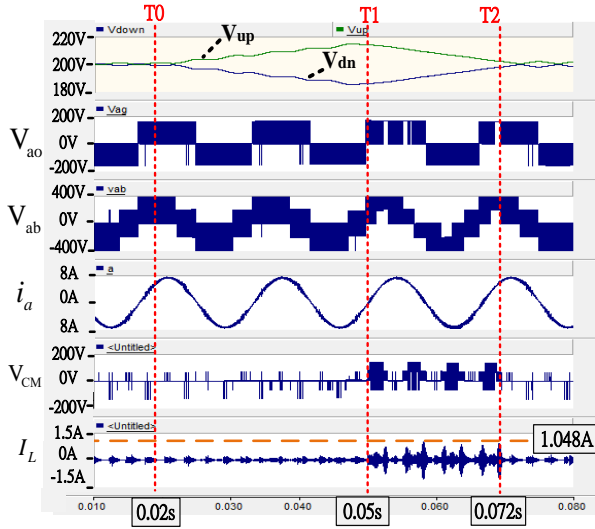 T0 T1 T2
Vdown Vup
220V
200V
180V
Vup
Vdn
Vag
Vao
200V
0V
-200V
vab
Vab
400V
0V
-400V
a
ia
8A
0A
8A
<Untitled>
VCM
200V
0V
-200V
<Untitled>
IL
1.5A
0A
-1.5A
1.048A
0.010 0.030 0.040 0.060 0.080
0.02s 0.05s 0.072s